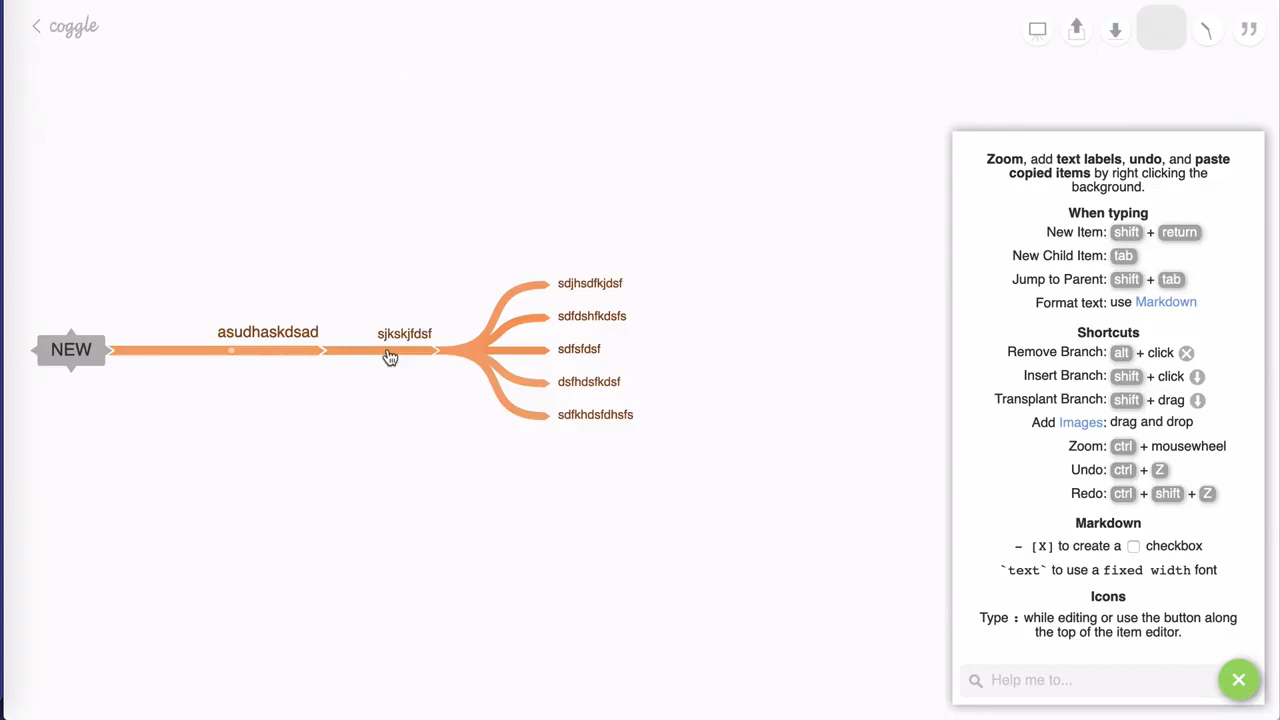 coggle
NEW
asudhaskdsad
sjkskjfdsf
sdjhsdfkjdsf
sdfdshfkdsfs
sdfsfdsf
dsfhdsfkdsf
sdfkhdsfdhsfs
Zoom, add text labels, undo, and paste
copied items by right clicking the
background.
When typing
New Item: shift + return
New Child Item: tab
Jump to Parent: shift + tab
Format text: use Markdown
Shortcuts
Remove Branch: alt + click
Insert Branch: shift + click
Transplant Branch: shift + drag
Add Images: drag and drop
Zoom: ctrl + mousewheel
Undo: ctrl + Z
Redo: ctrl + shift + Z
Markdown
- [X] to create a checkbox
`text` to use a fixed width font
Icons
Type : while editing or use the button along
the top of the item editor.
Help me to...